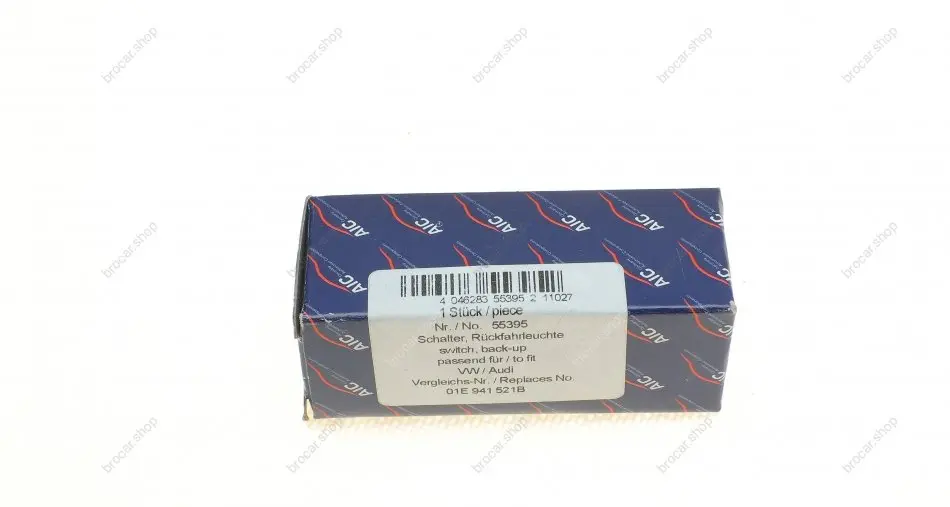 AIC
4 046283 55395 2 11027
1 Stück / piece
Nr. / No. 55395
Schalter, Rückfahrleuchte
switch, back-up
passend für / to fit
VW / Audi
Vergleichs-Nr. / Replaces No.
01E 941 521B
brocar.shop